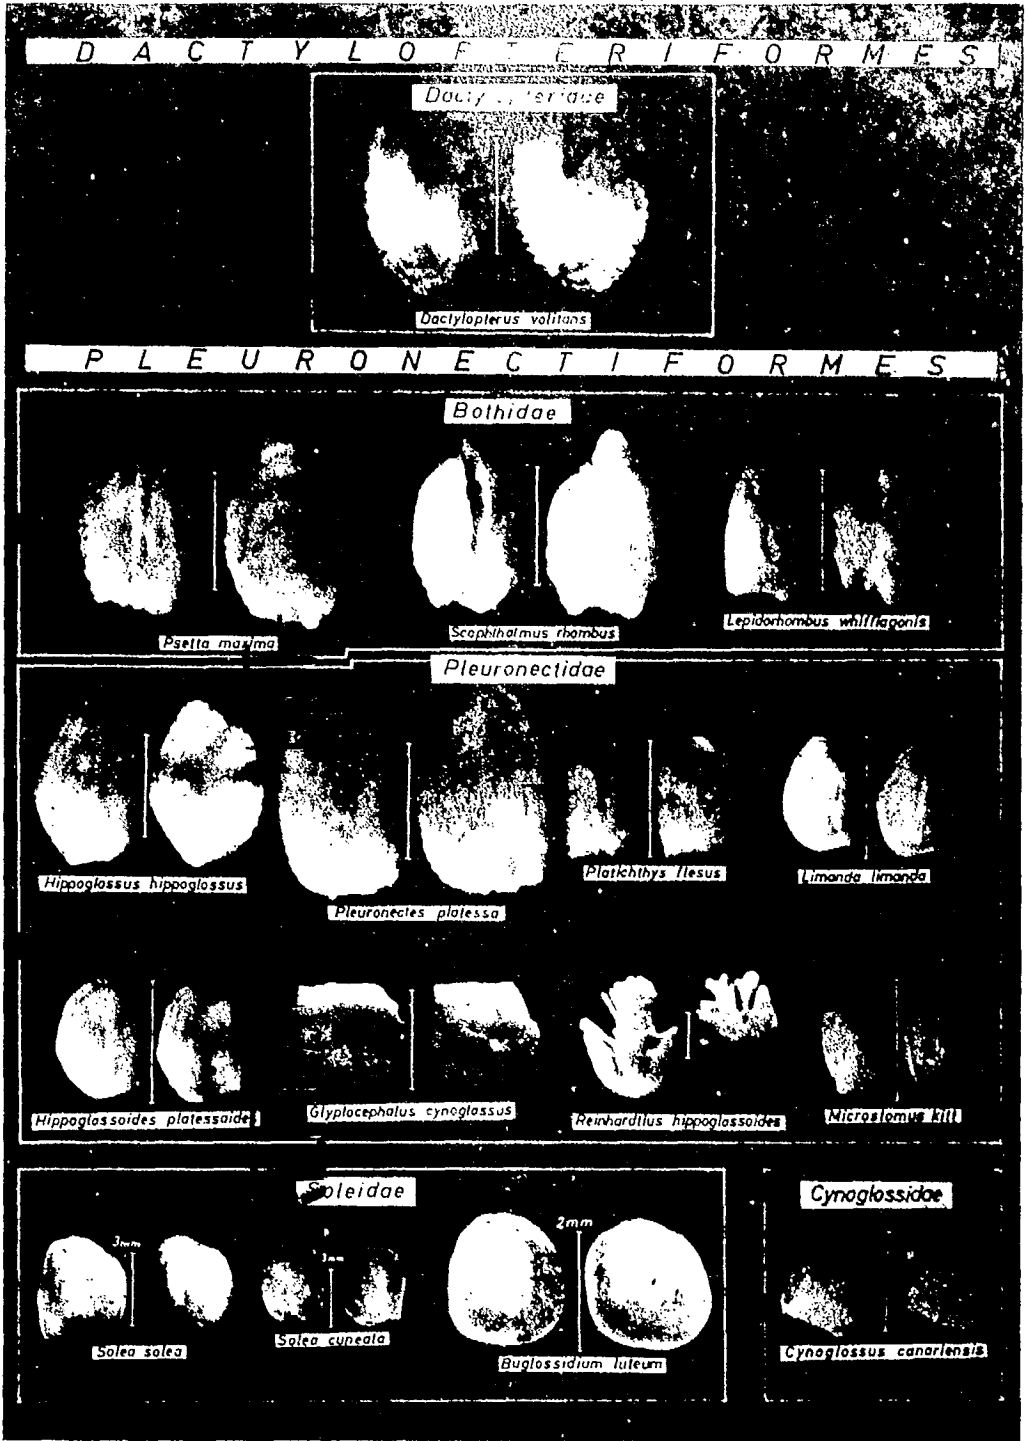 DACTYLOPTERIFORMES
Dactylopteridae
Dactylopterus volitans
PLEURONECTIFORMES
Bothidae
Psetta maxima
Scophthalmus rhombus
Lepidorhombus whiffiagonis
Pleuronectidae
Hippoglossus hippoglossus
Pleuronectes platessa
Platichthys flesus
Limanda limanda
Hippoglossoides platessoides
Glyptocephalus cynoglossus
Reinhardtius hippoglossoides
Microstomus kitt
Soleidae
3mm
3mm
2mm
Solea solea
Solea cuneata
Buglossidium luteum
Cynoglossidae
Cynoglossus canariensis